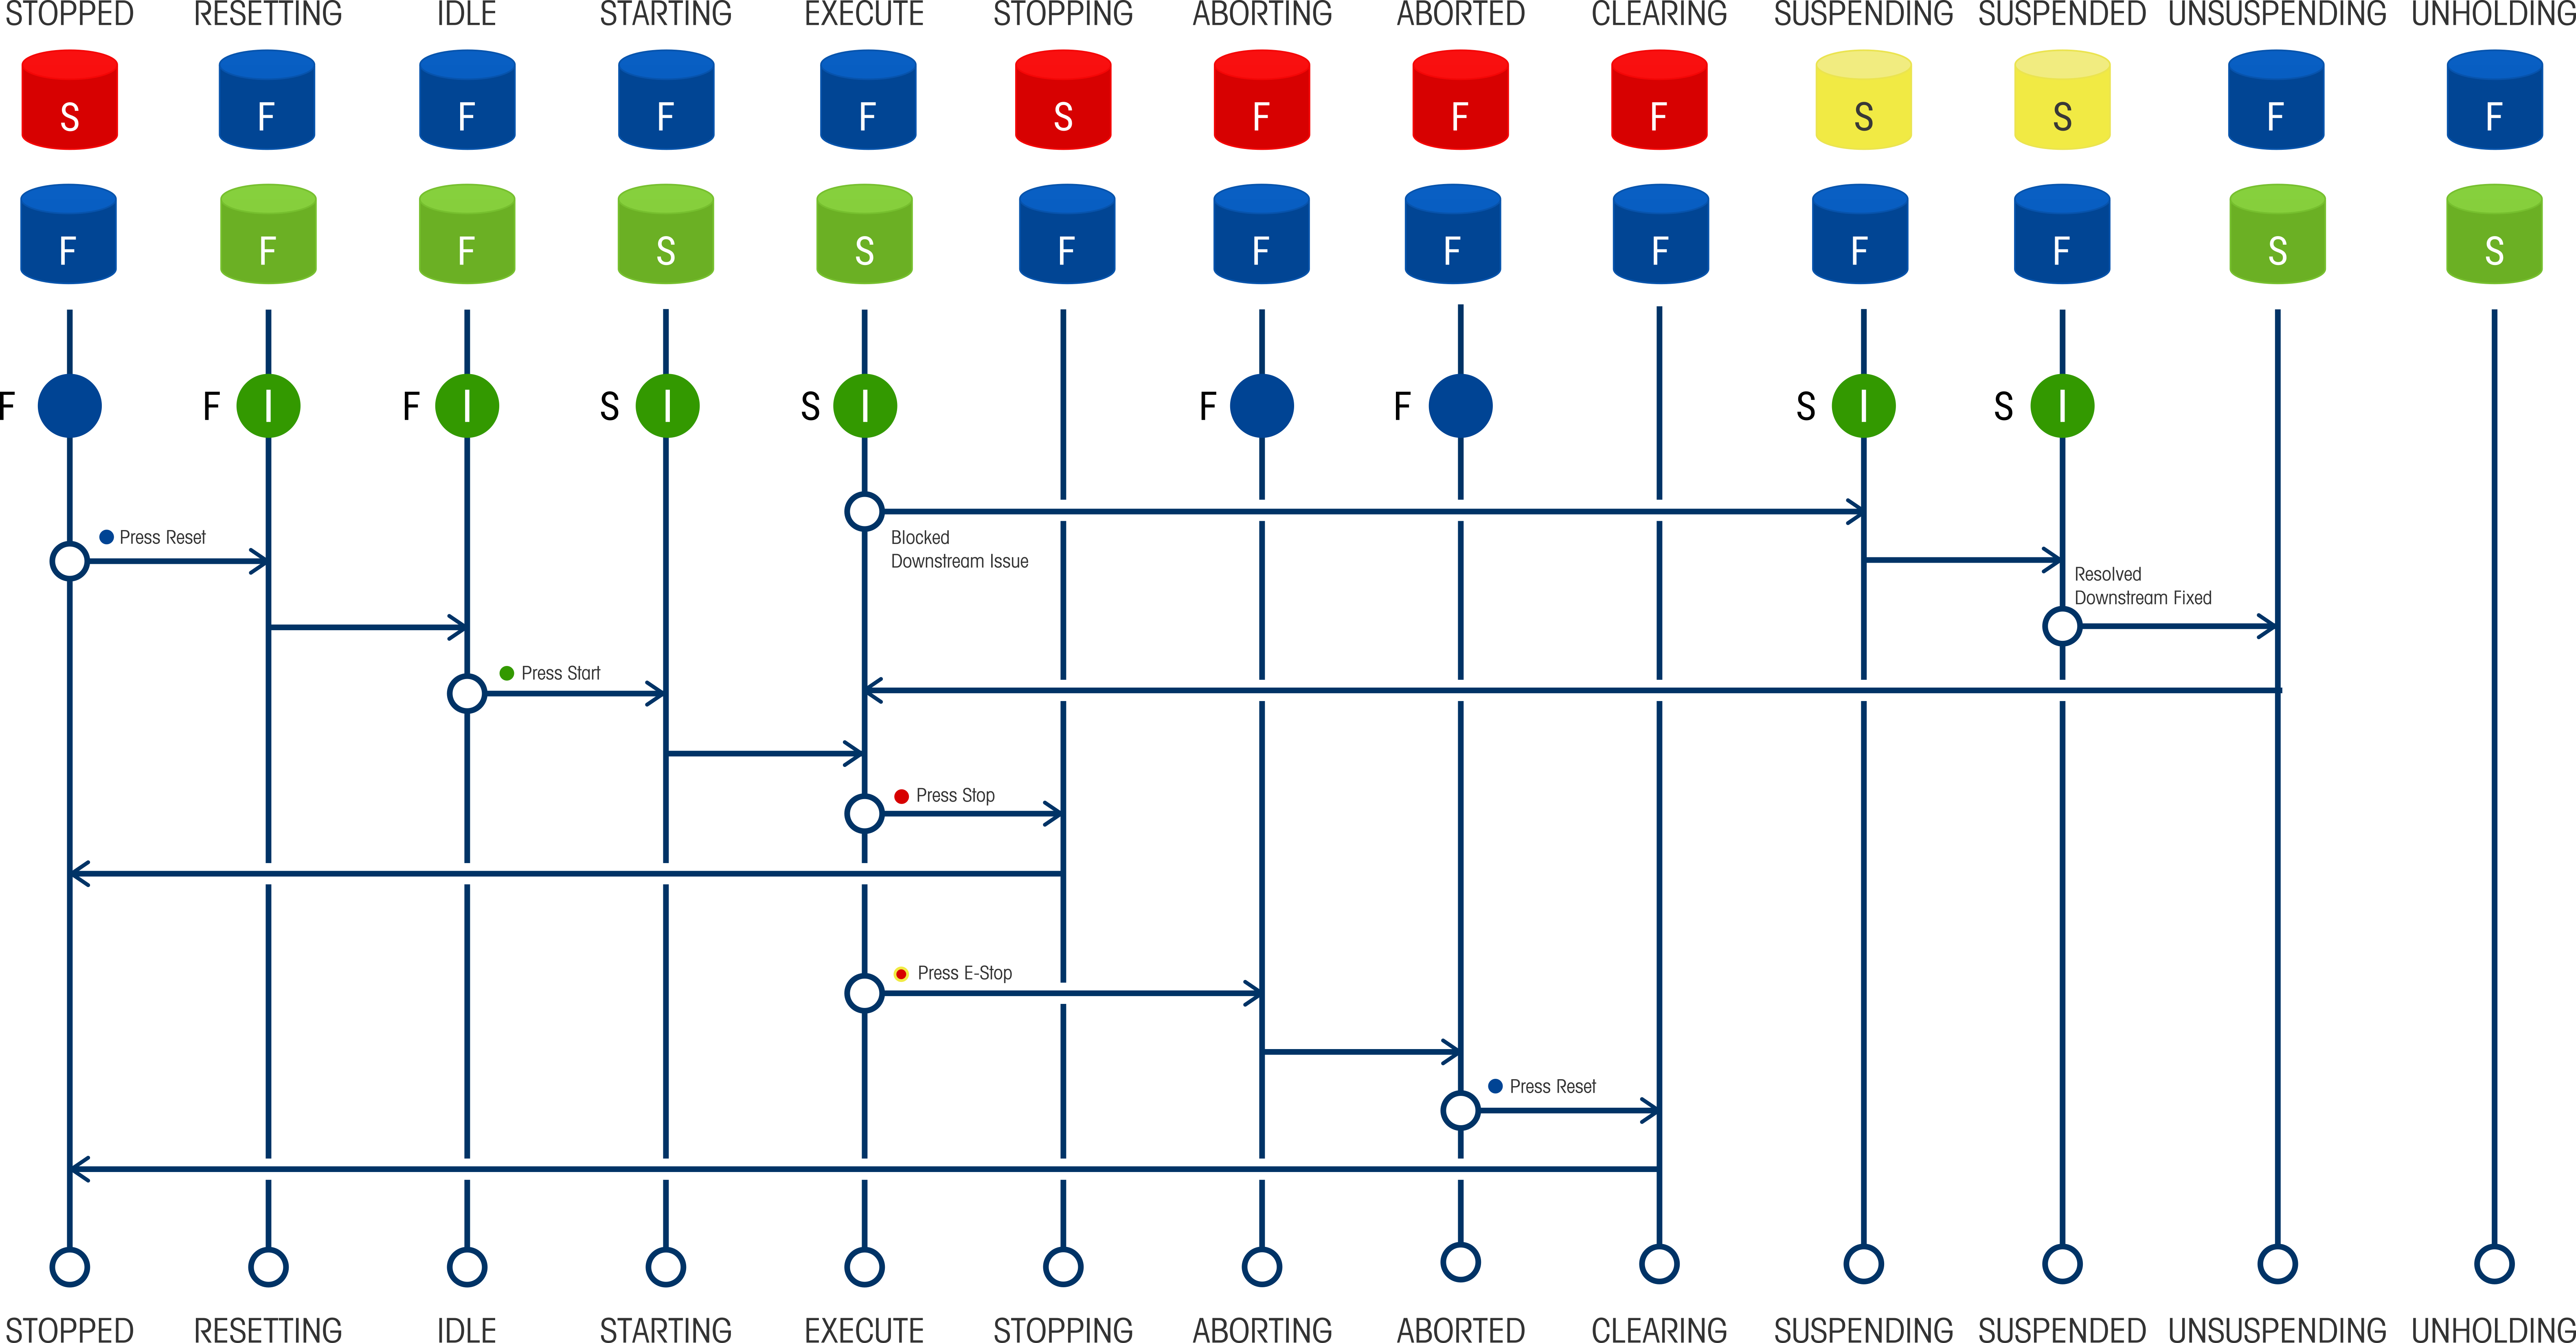 STOPPED RESETTING IDLE STARTING EXECUTE STOPPING ABORTING ABORTED CLEARING SUSPENDING SUSPENDED UNSUSPENDING UNHOLDING
S F F F F S F F F S S F F
F F F S S F F F F F F S S
F F I F I S I S I F F S I S I
Blocked
Downstream Issue
Press Reset
Resolved
Downstream Fixed
Press Start
Press Stop
Press E-Stop
Press Reset
STOPPED RESETTING IDLE STARTING EXECUTE STOPPING ABORTING ABORTED CLEARING SUSPENDING SUSPENDED UNSUSPENDING UNHOLDING